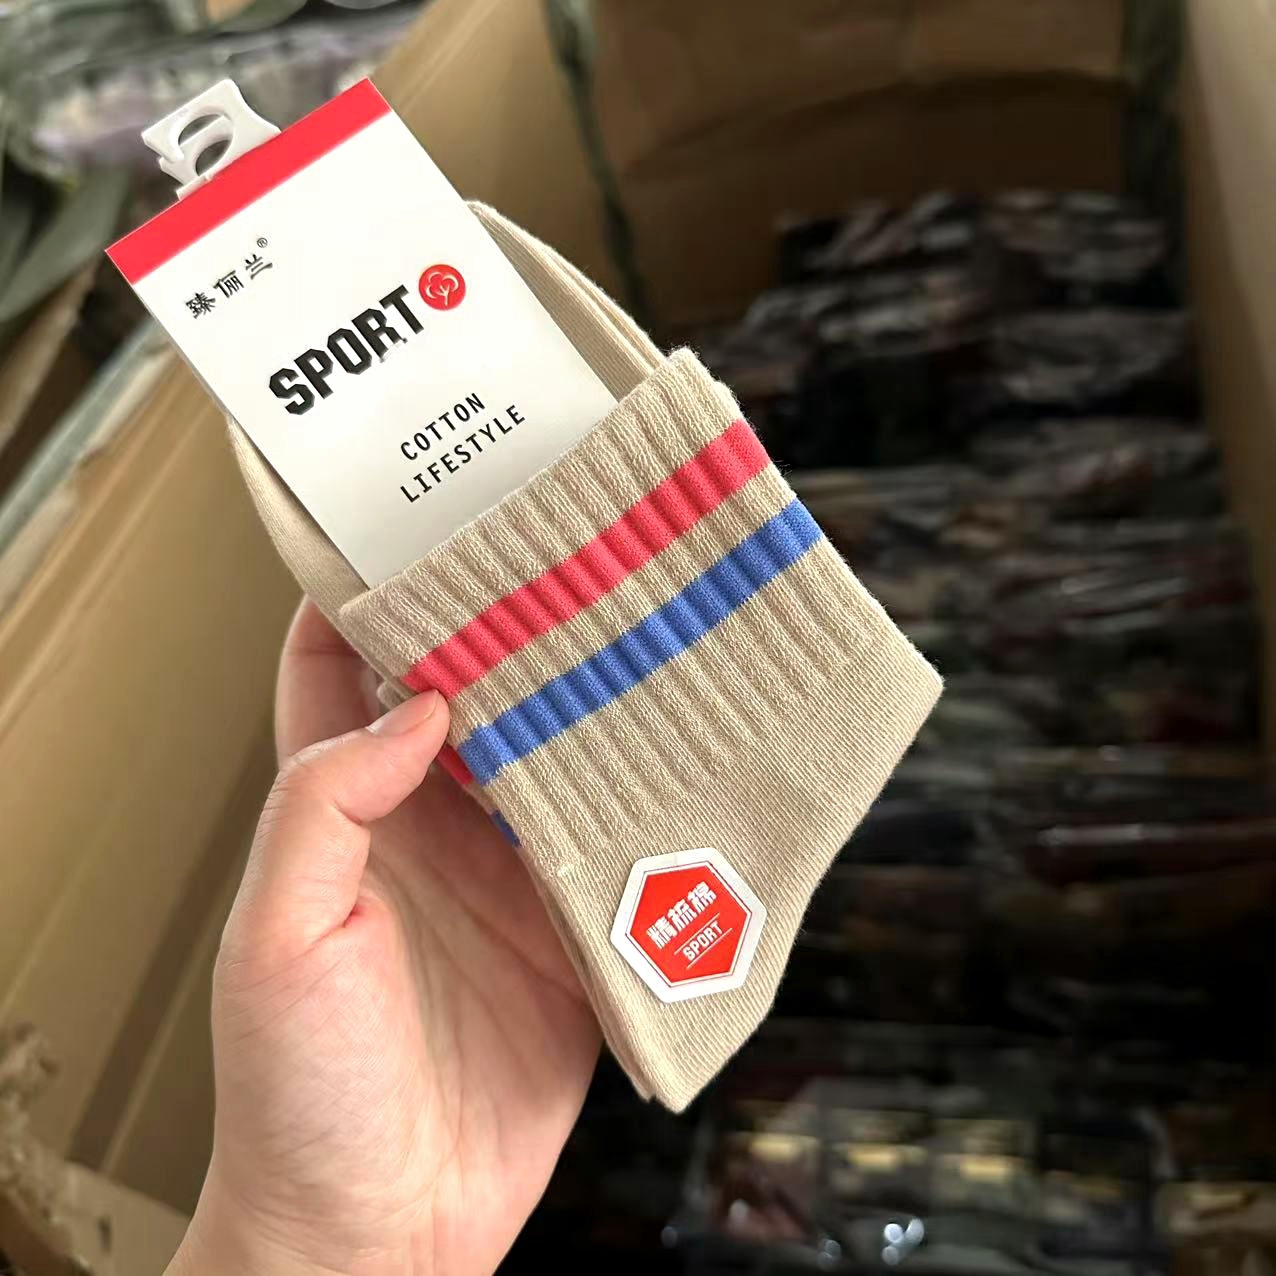 臻俪兰®
SPORT
COTTON
LIFESTYLE
精梳棉
SPORT